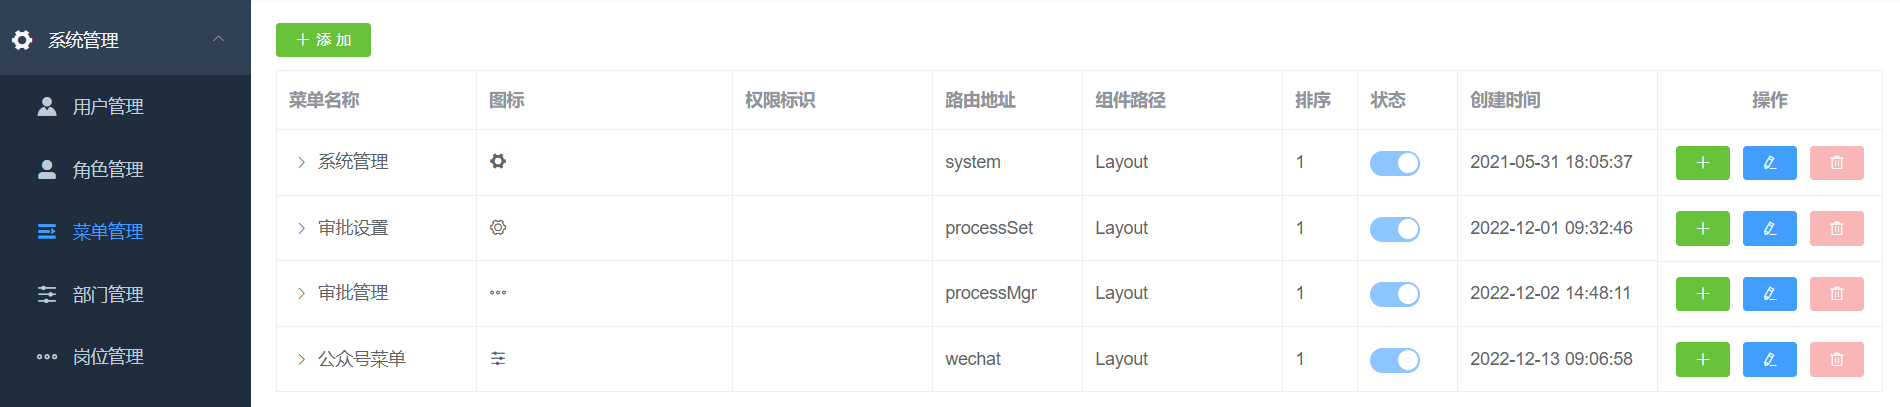 系统管理
用户管理
角色管理
菜单管理
部门管理
岗位管理
添 加
菜单名称 图标 权限标识 路由地址 组件路径 排序 状态 创建时间 操作
系统管理 system Layout 1 2021-05-31 18:05:37
审批设置 processSet Layout 1 2022-12-01 09:32:46
审批管理 processMgr Layout 1 2022-12-02 14:48:11
公众号菜单 wechat Layout 1 2022-12-13 09:06:58